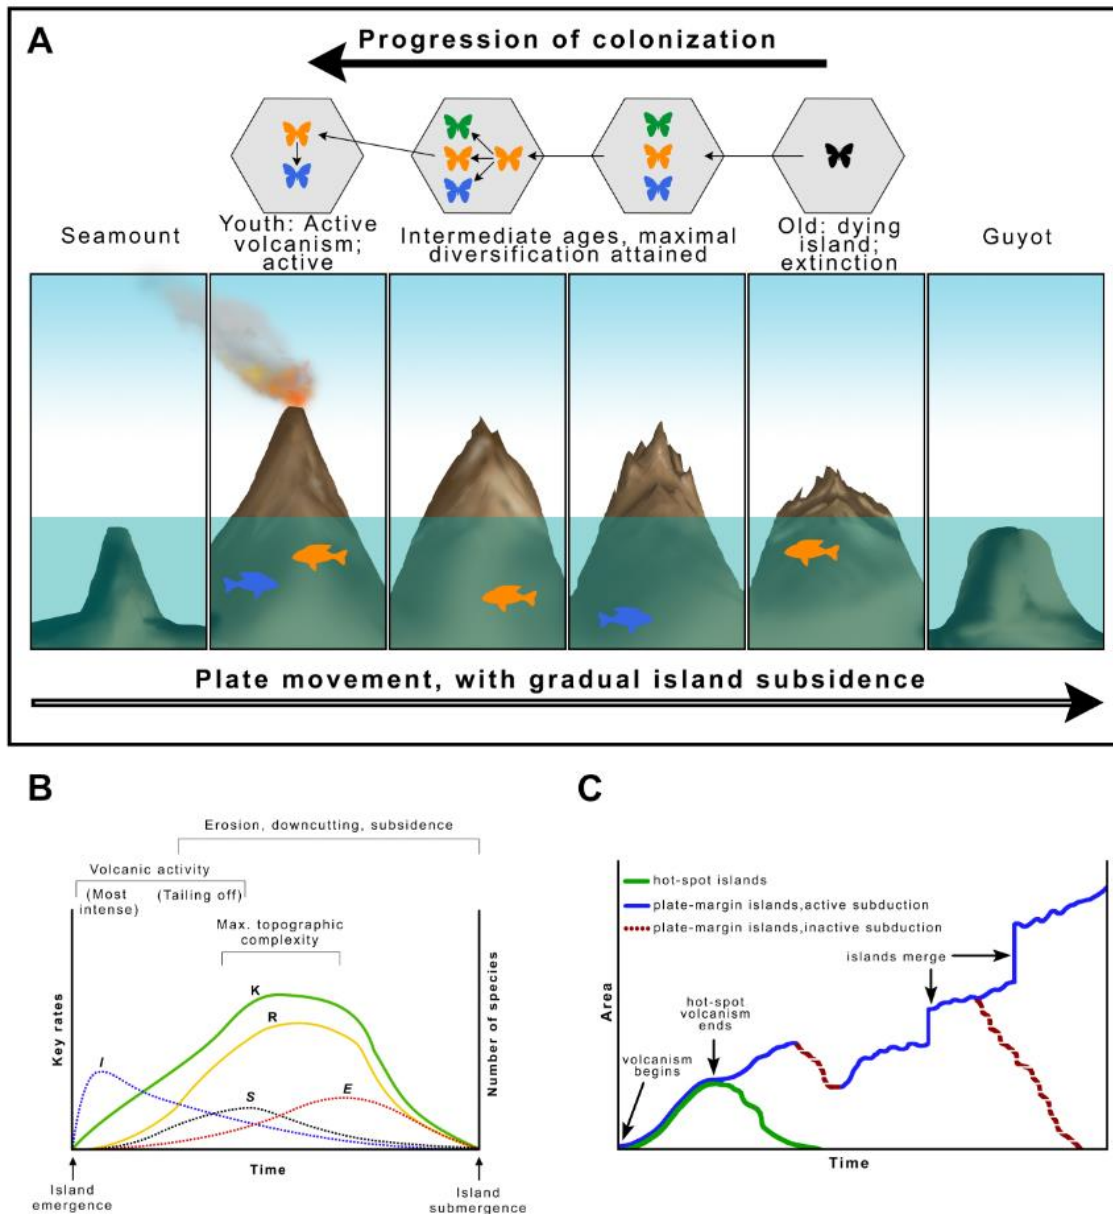 A
Progression of colonization
Seamount
Youth: Active
volcanism;
active
Intermediate ages, maximal
diversification attained
Old: dying
island;
extinction
Guyot
Plate movement, with gradual island subsidence
B
Erosion, downcutting, subsidence
Volcanic activity
(Most
intense)
(Tailing off)
Max. topographic
complexity
Key rates
K
R
I
S
E
Number of species
Time
Island
emergence
Island
submergence
C
hot-spot islands
plate-margin islands,active subduction
plate-margin islands,inactive subduction
islands merge
hot-spot
volcanism
ends
volcanism
begins
Area
Time